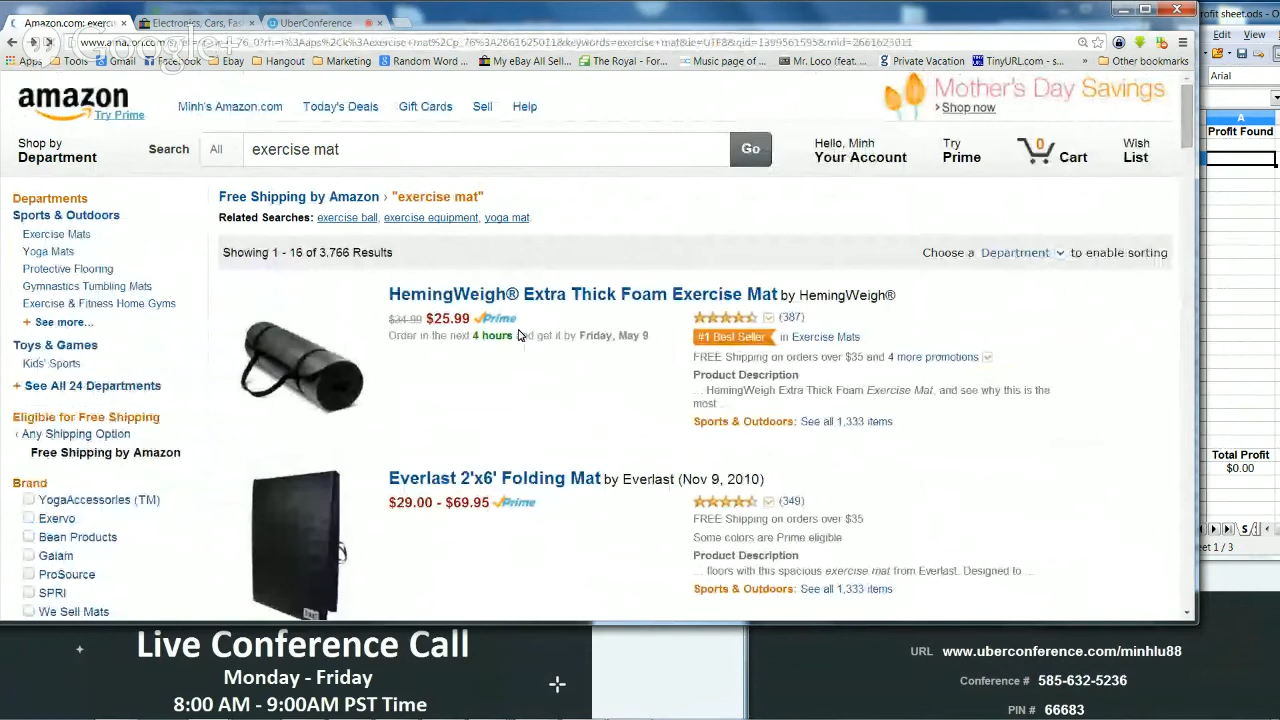 Amazon.com: exerc
Electronics, Cars, Fas
UberConference
Google+
Apps
Tools
Gmail
Facebook
Ebay
Hangout
Marketing
Random Word ...
My eBay All Sell...
The Royal - For...
Music page of ...
Mr. Loco (feat. ...
Private Vacation
TinyURL.com - s...
»
Other bookmarks
amazon
Try Prime
Minh's Amazon.com
Today's Deals
Gift Cards
Sell
Help
Mother's Day Savings
› Shop now
Shop by
Department
Search
All
exercise mat
Go
Hello, Minh
Your Account
Try
Prime
0
Cart
Wish
List
Departments
Sports & Outdoors
Exercise Mats
Yoga Mats
Protective Flooring
Gymnastics Tumbling Mats
Exercise & Fitness Home Gyms
+ See more...
Toys & Games
Kids' Sports
+ See All 24 Departments
Eligible for Free Shipping
‹ Any Shipping Option
Free Shipping by Amazon
Brand
YogaAccessories (TM)
Exervo
Bean Products
Gaiam
ProSource
SPRI
We Sell Mats
Free Shipping by Amazon › "exercise mat"
Related Searches: exercise ball, exercise equipment, yoga mat.
Showing 1 - 16 of 3,766 Results
Choose a Department to enable sorting
HemingWeigh® Extra Thick Foam Exercise Mat by HemingWeigh®
$34.99 $25.99 Prime
Order in the next 4 hours and get it by Friday, May 9
(387)
#1 Best Seller in Exercise Mats
FREE Shipping on orders over $35 and 4 more promotions
Product Description
... HemingWeigh Extra Thick Foam Exercise Mat, and see why this is the
most ...
Sports & Outdoors: See all 1,333 items
Everlast 2'x6' Folding Mat by Everlast (Nov 9, 2010)
$29.00 - $69.95 Prime
(349)
FREE Shipping on orders over $35
Some colors are Prime eligible
Product Description
... floors with this spacious exercise mat from Everlast. Designed to ...
Sports & Outdoors: See all 1,333 items
rofit sheet.ods -
Edit View
Arial
A
Profit Found
Total Profit
$0.00
et 1 / 3
Live Conference Call
Monday - Friday
8:00 AM - 9:00AM PST Time
URL www.uberconference.com/minhlu88
Conference # 585-632-5236
PIN # 66683